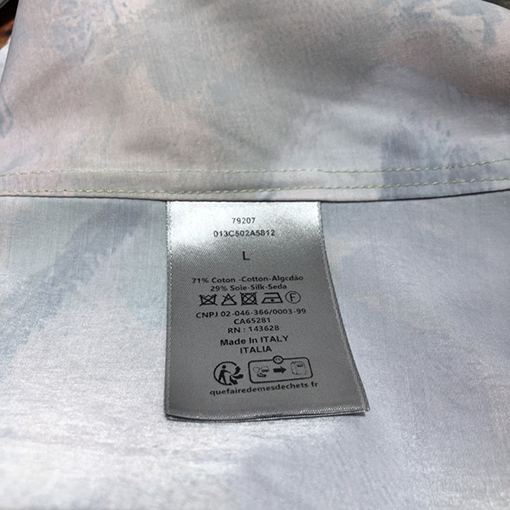 79207
013C502A5812
L
71% Coton -Cotton-Algodão
29% Soie-Silk-Seda
F
CNPJ 02-046-366/0003-99
CA65281
RN : 143628
Made In ITALY
ITALIA
quefairedemesdechets.fr